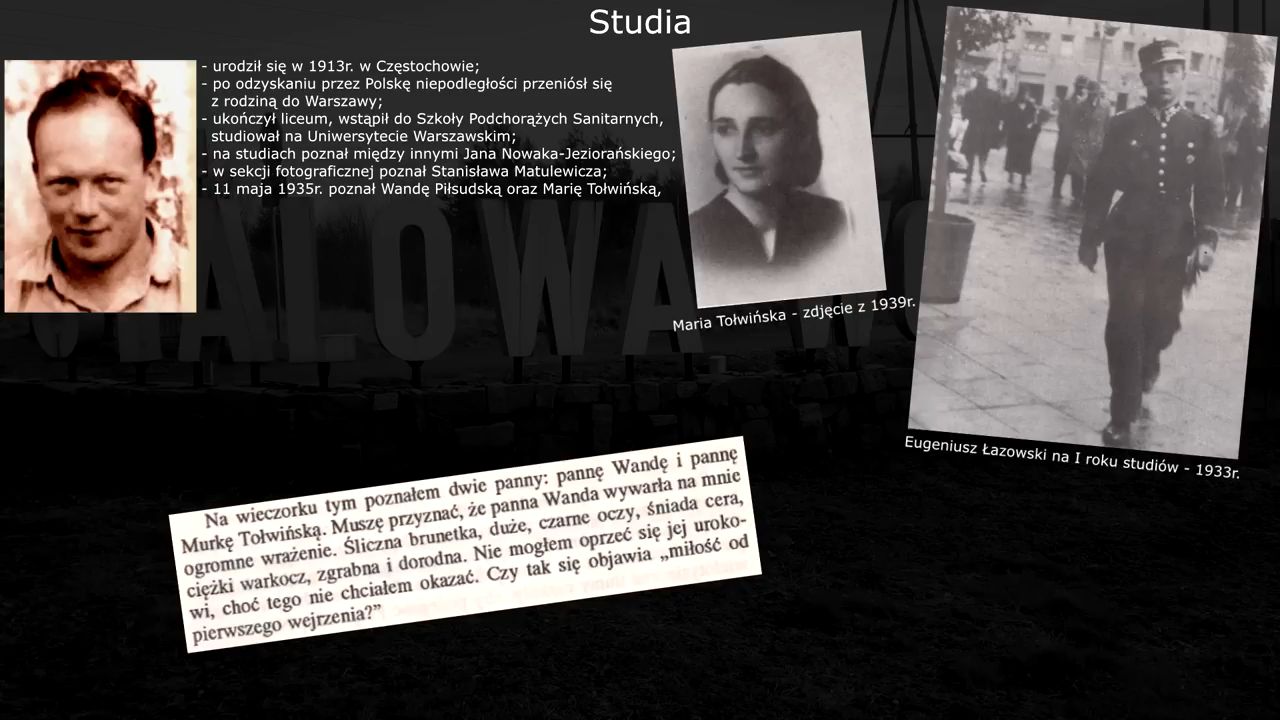 Studia
- urodził się w 1913r. w Częstochowie;
- po odzyskaniu przez Polskę niepodległości przeniósł się
z rodziną do Warszawy;
- ukończył liceum, wstąpił do Szkoły Podchorążych Sanitarnych,
studiował na Uniwersytecie Warszawskim;
- na studiach poznał między innymi Jana Nowaka-Jeziorańskiego;
- w sekcji fotograficznej poznał Stanisława Matulewicza;
- 11 maja 1935r. poznał Wandę Piłsudską oraz Marię Tołwińską,
Maria Tołwińska - zdjęcie z 1939r.
Eugeniusz Łazowski na I roku studiów - 1933r.
STALOWA WO
Na wieczorku tym poznałem dwie panny: pannę Wandę i pannę
Murkę Tołwińską. Muszę przyznać, że panna Wanda wywarła na mnie
ogromne wrażenie. Śliczna brunetka, duże, czarne oczy, śniada cera,
ciężki warkocz, zgrabna i dorodna. Nie mogłem oprzeć się jej uroko-
wi, choć tego nie chciałem okazać. Czy tak się objawia „miłość od
pierwszego wejrzenia?”